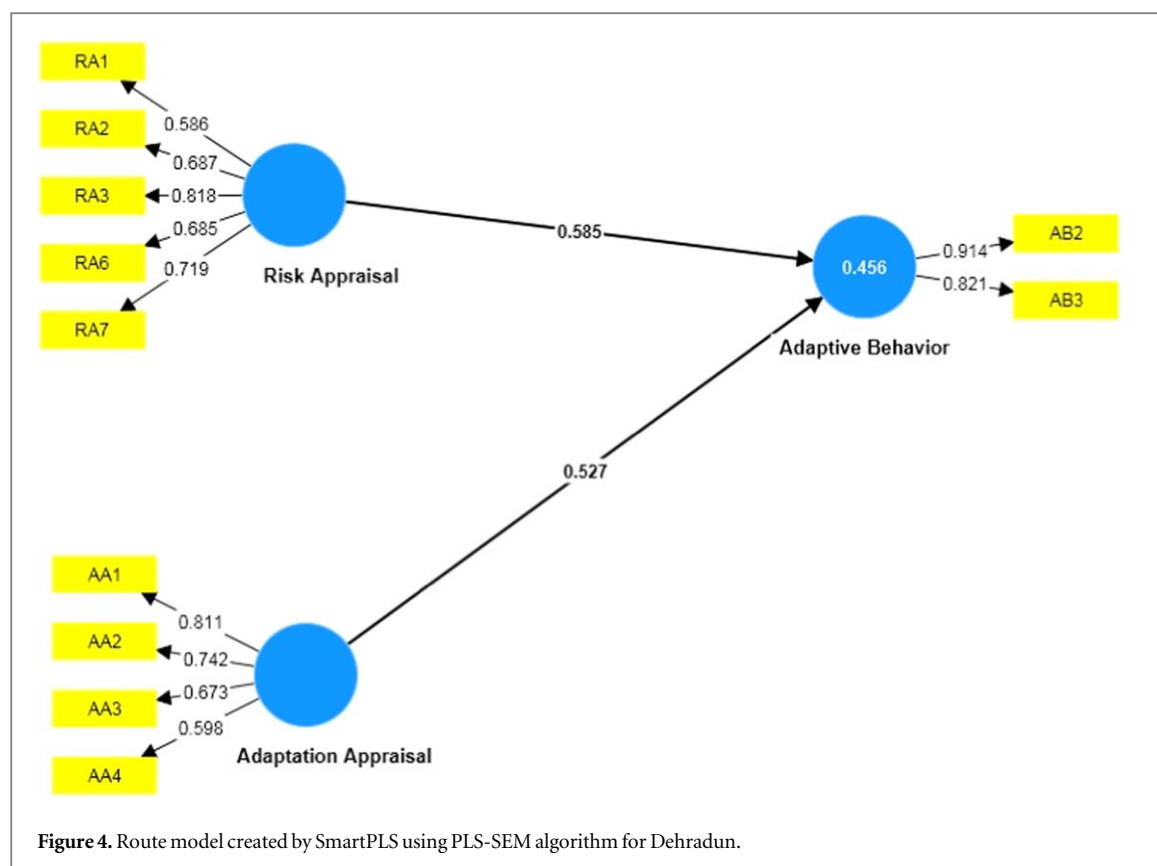 RA1
RA2
RA3
RA6
RA7
0.586
0.687
0.818
0.685
0.719
Risk Appraisal
0.585
0.456
Adaptive Behavior
0.914
0.821
AB2
AB3
0.527
AA1
AA2
AA3
AA4
0.811
0.742
0.673
0.598
Adaptation Appraisal
Figure 4. Route model created by SmartPLS using PLS-SEM algorithm for Dehradun.